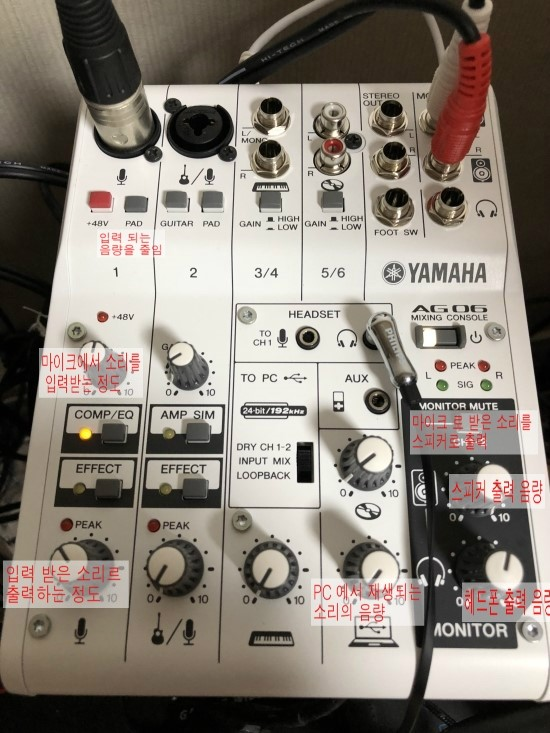 HI-TECH
STEREO OUT
MO
L/ MONO
R
L
R
L
R
L
R
+48V
PAD
GUITAR
PAD
GAIN
HIGH
LOW
GAIN
HIGH
LOW
FOOT SW
입력 되는
음량을 줄임
1
2
3/4
5/6
YAMAHA
AG06
MIXING CONSOLE
+48V
HEADSET
TO CH 1
PEAK
L
R
SIG
마이크에서 소리를
입력받는 정도
G
0
10
TO PC
AUX
24-bit/192kHz
MONITOR MUTE
마이크 로 받은 소리를
스피커로 출력
COMP/EQ
AMP SIM
DRY CH 1-2
INPUT MIX
LOOPBACK
EFFECT
EFFECT
0
10
스피커 출력 음량
PEAK
PEAK
입력 받은 소리르
출력하는 정도
10
0
10
0
10
PC 에서 재생되는
소리의 음량
헤드폰 출력 음량
MONITOR